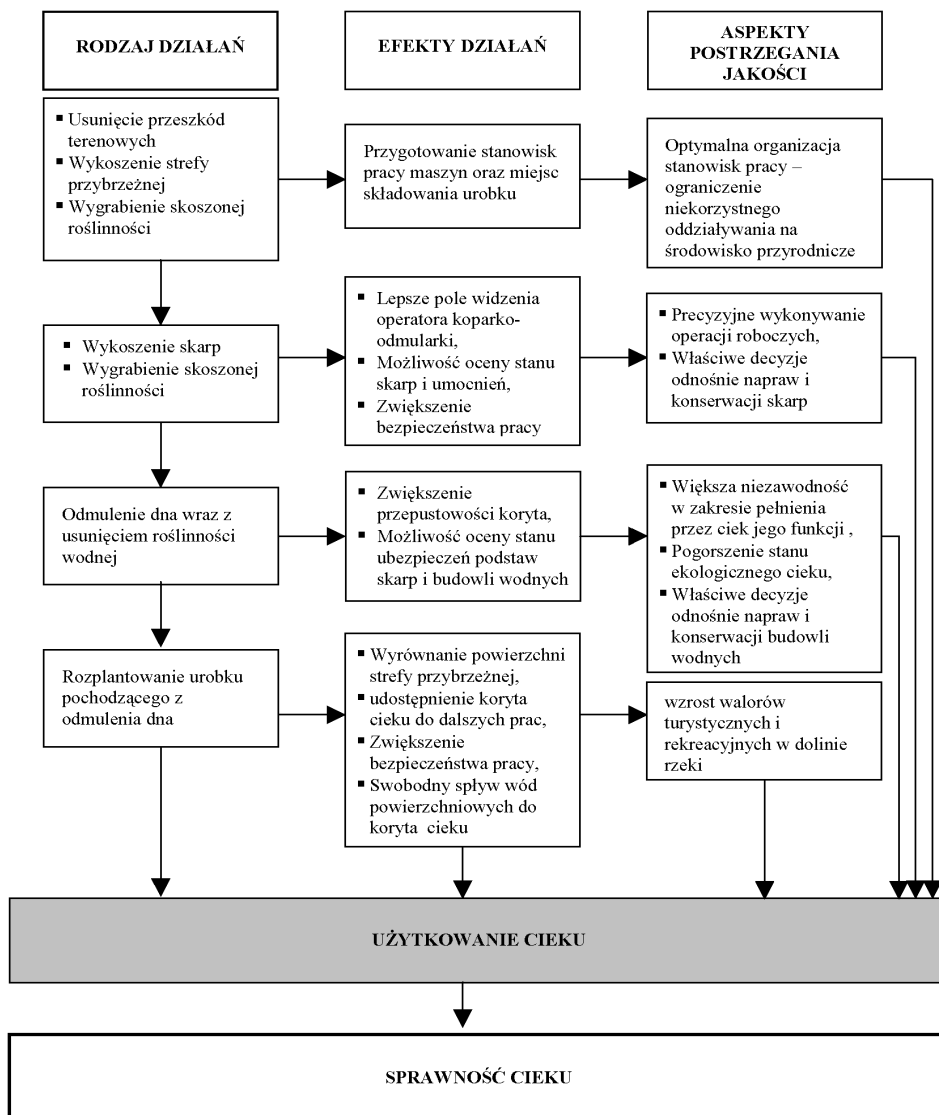 RODZAJ DZIAŁAŃ
EFEKTY DZIAŁAŃ
ASPEKTY
POSTRZEGANIA
JAKOŚCI
▪ Usunięcie przeszkód
terenowych
▪ Wykoszenie strefy
przybrzeżnej
▪ Wygrabienie skoszonej
roślinności
Przygotowanie stanowisk
pracy maszyn oraz miejsc
składowania urobku
Optymalna organizacja
stanowisk pracy –
ograniczenie
niekorzystnego
oddziaływania na
środowisko przyrodnicze
▪ Wykoszenie skarp
▪ Wygrabienie skoszonej
roślinności
▪ Lepsze pole widzenia
operatora koparko-
odmularki,
▪ Możliwość oceny stanu
skarp i umocnień,
▪ Zwiększenie
bezpieczeństwa pracy
▪ Precyzyjne wykonywanie
operacji roboczych,
▪ Właściwe decyzje
odnośnie napraw i
konserwacji skarp
Odmulenie dna wraz z
usunięciem roślinności
wodnej
▪ Zwiększenie
przepustowości koryta,
▪ Możliwość oceny stanu
ubezpieczeń podstaw
skarp i budowli wodnych
▪ Większa niezawodność
w zakresie pełnienia
przez ciek jego funkcji ,
▪ Pogorszenie stanu
ekologicznego cieku,
▪ Właściwe decyzje
odnośnie napraw i
konserwacji budowli
wodnych
Rozplantowanie urobku
pochodzącego z
odmulenia dna
▪ Wyrównanie powierzchni
strefy przybrzeżnej,
▪ udostępnienie koryta
cieku do dalszych prac,
▪ Zwiększenie
bezpieczeństwa pracy,
▪ Swobodny spływ wód
powierzchniowych do
koryta cieku
wzrost walorów
turystycznych i
rekreacyjnych w dolinie
rzeki
UŻYTKOWANIE CIEKU
SPRAWNOŚĆ CIEKU